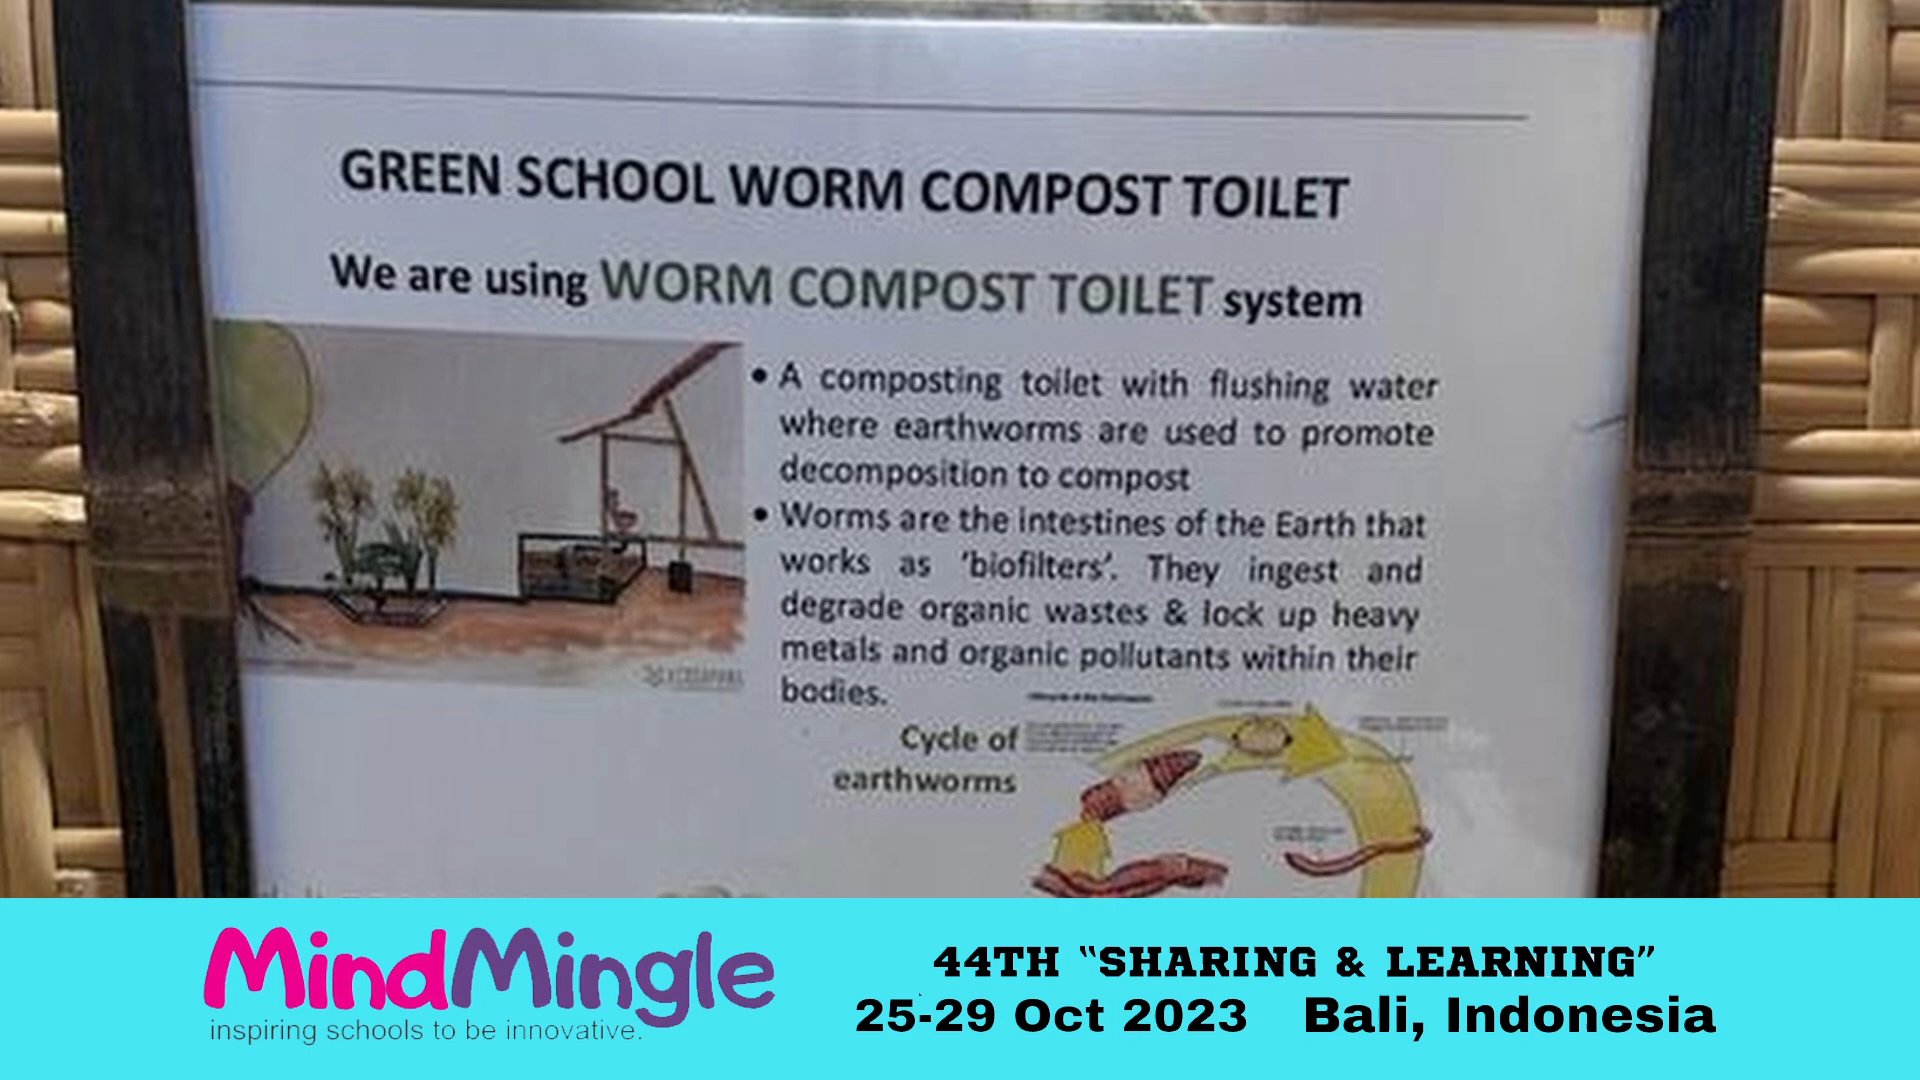 GREEN SCHOOL WORM COMPOST TOILET
We are using WORM COMPOST TOILET system
• A composting toilet with flushing water
where earthworms are used to promote
decomposition to compost
• Worms are the intestines of the Earth that
works as 'biofilters'. They ingest and
degrade organic wastes & lock up heavy
metals and organic pollutants within their
bodies.
Cycle of
earthworms
MindMingle
inspiring schools to be innovative.
44TH “SHARING & LEARNING”
25-29 Oct 2023 Bali, Indonesia